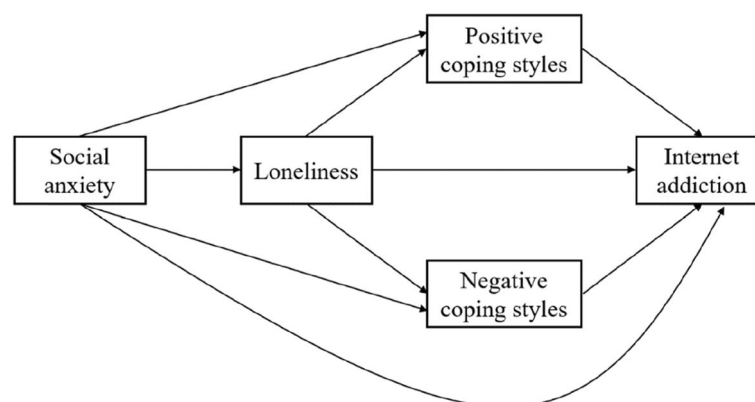 Positive
coping styles
Social
anxiety
Loneliness
Internet
addiction
Negative
coping styles